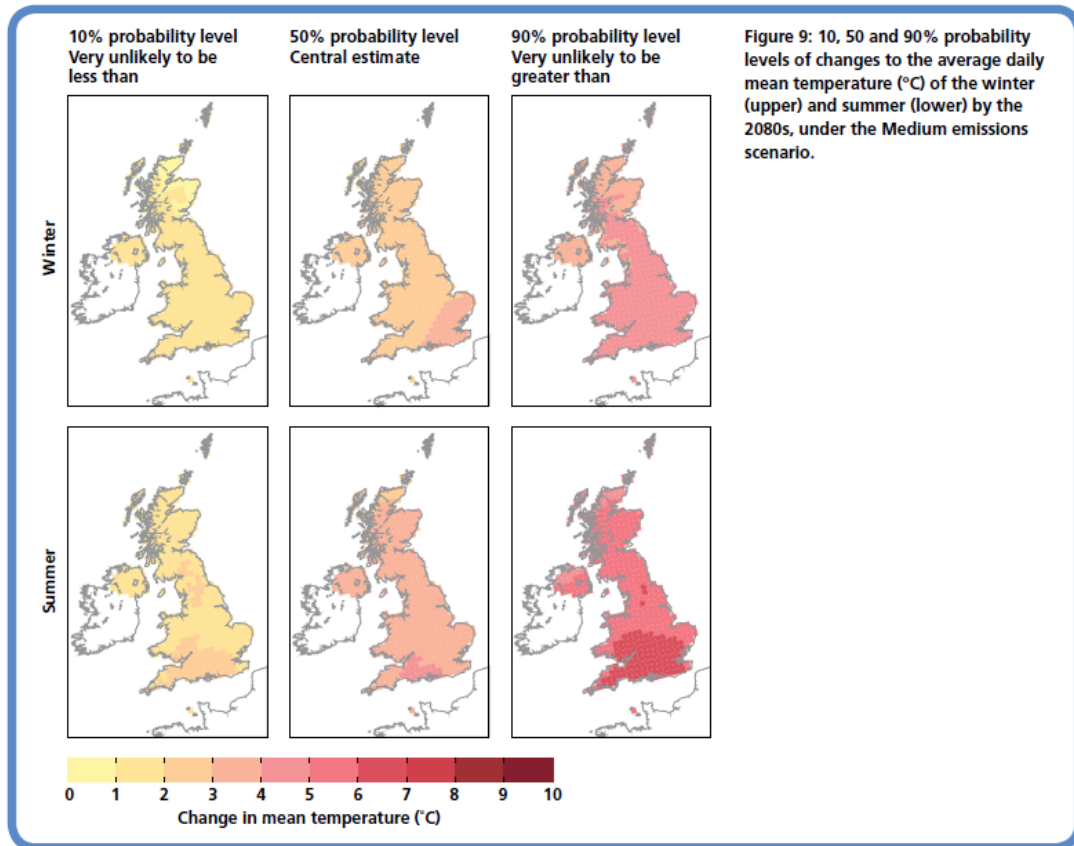 10% probability level
Very unlikely to be
less than
50% probability level
Central estimate
90% probability level
Very unlikely to be
greater than
Figure 9: 10, 50 and 90% probability
levels of changes to the average daily
mean temperature (ºC) of the winter
(upper) and summer (lower) by the
2080s, under the Medium emissions
scenario.
Winter
Summer
0 1 2 3 4 5 6 7 8 9 10
Change in mean temperature (˚C)